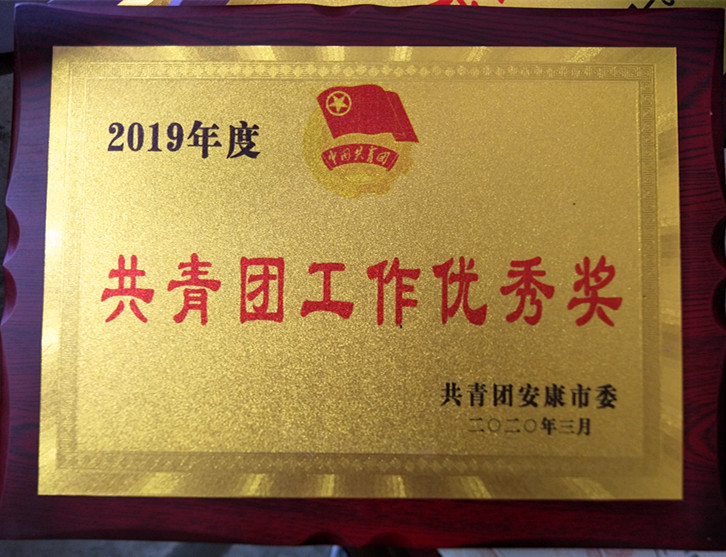 2019年度
中国共青团
共青团工作优秀奖
共青团安康市委
二〇二〇年三月